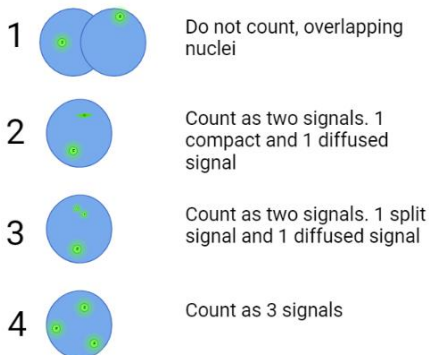 1
Do not count, overlapping
nuclei
2
Count as two signals. 1
compact and 1 diffused
signal
3
Count as two signals. 1 split
signal and 1 diffused signal
4
Count as 3 signals